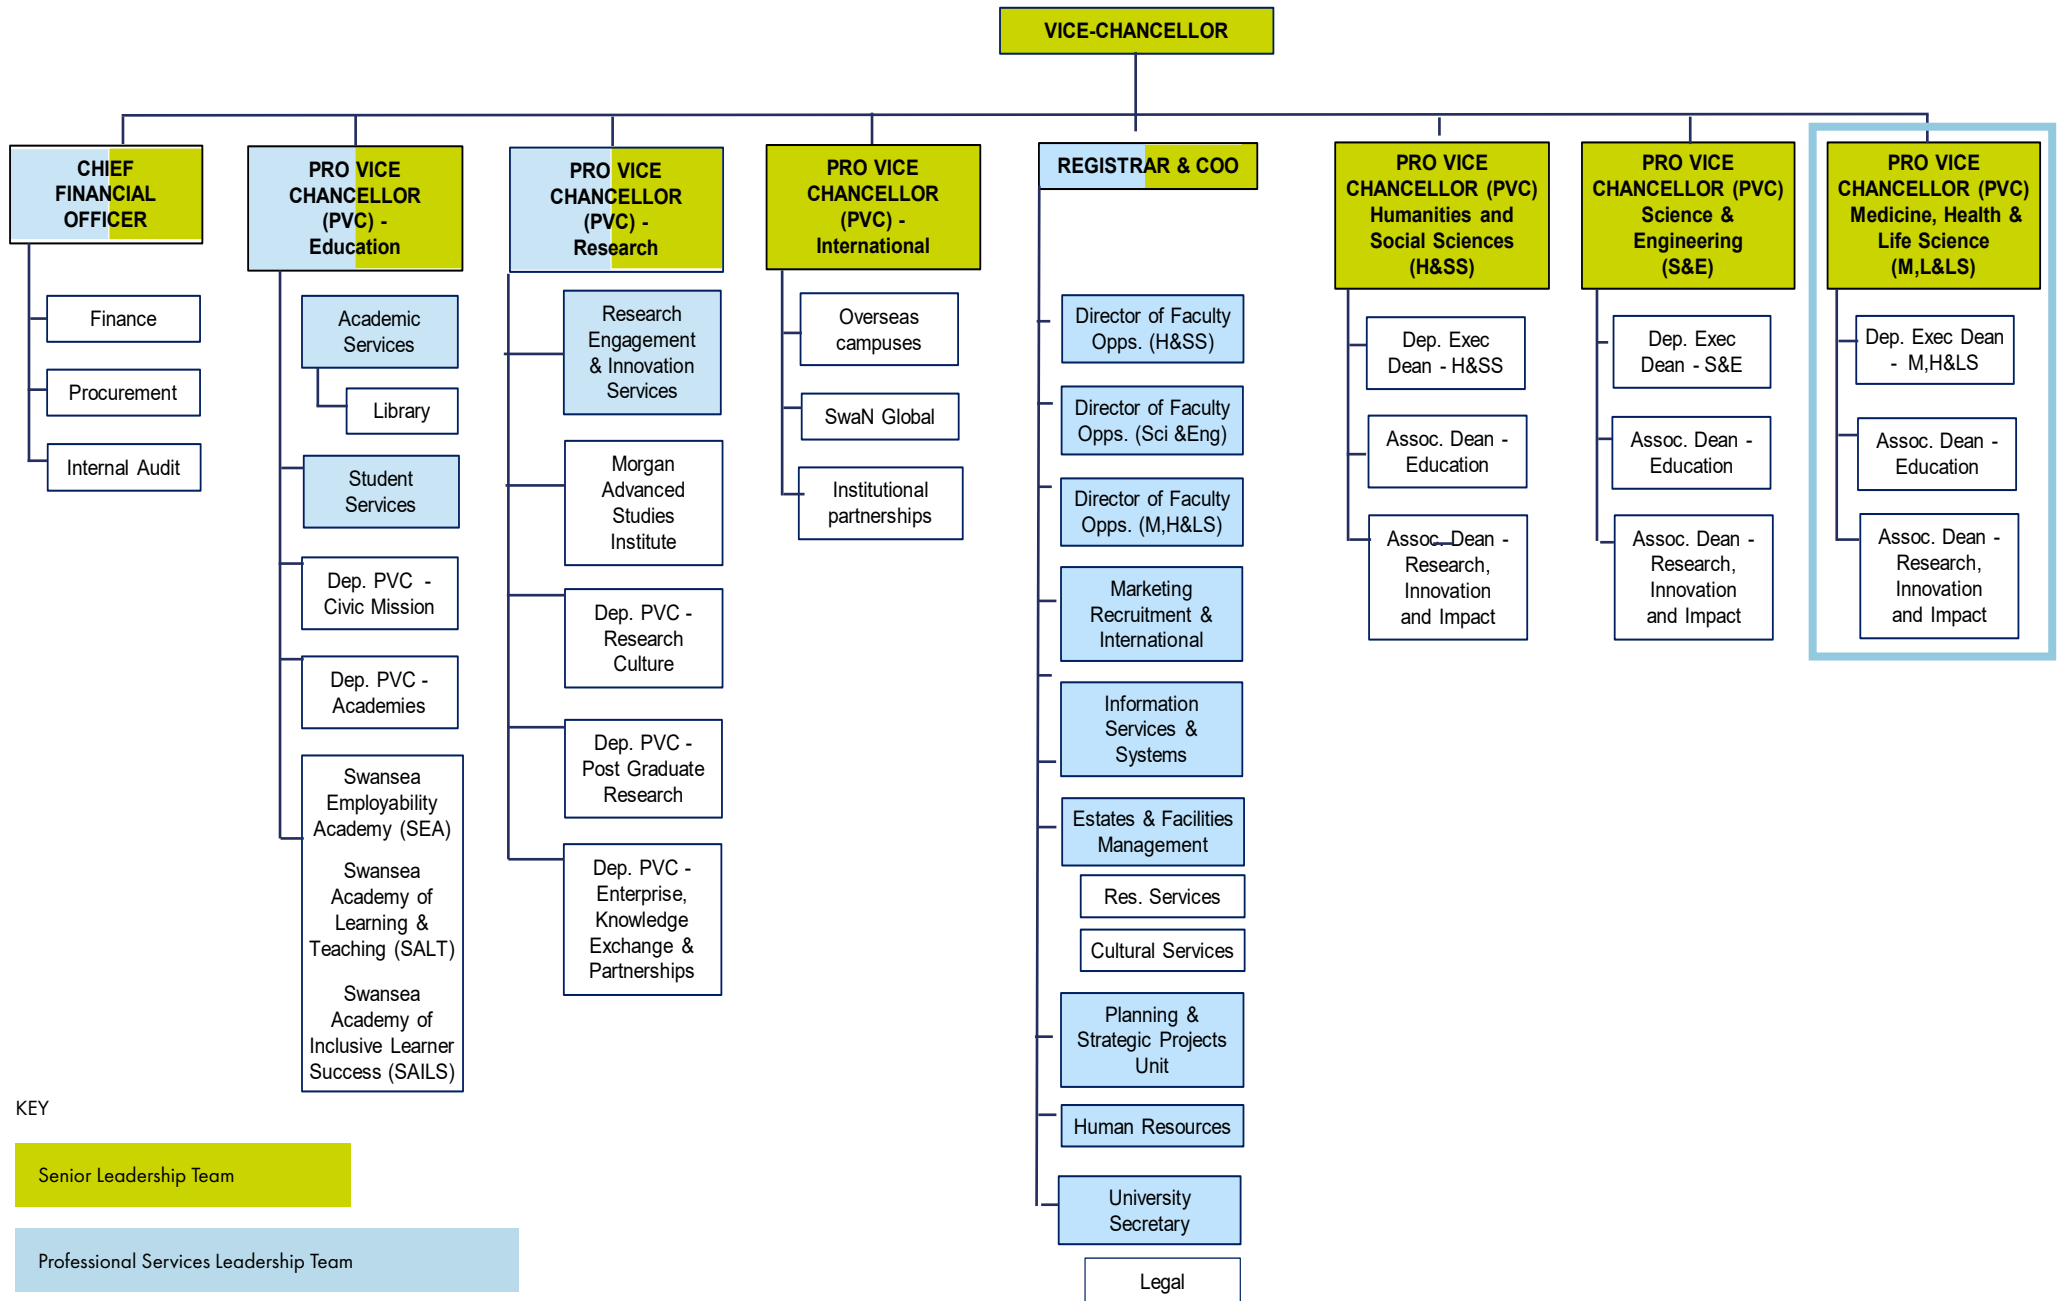 VICE-CHANCELLOR
CHIEF
FINANCIAL
OFFICER
Finance
Procurement
Internal Audit
PRO VICE
CHANCELLOR
(PVC) -
Education
Academic
Services
Library
Student
Services
Dep. PVC -
Civic Mission
Dep. PVC -
Academies
Swansea
Employability
Academy (SEA)
Swansea
Academy of
Learning &
Teaching (SALT)
Swansea
Academy of
Inclusive Learner
Success (SAILS)
PRO VICE
CHANCELLOR
(PVC) -
Research
Research
Engagement
& Innovation
Services
Morgan
Advanced
Studies
Institute
Dep. PVC -
Research
Culture
Dep. PVC -
Post Graduate
Research
Dep. PVC -
Enterprise,
Knowledge
Exchange &
Partnerships
PRO VICE
CHANCELLOR
(PVC) -
International
Overseas
campuses
SwaN Global
Institutional
partnerships
REGISTRAR & COO
Director of Faculty
Opps. (H&SS)
Director of Faculty
Opps. (Sci &Eng)
Director of Faculty
Opps. (M,H&LS)
Marketing
Recruitment &
International
Information
Services &
Systems
Estates & Facilities
Management
Res. Services
Cultural Services
Planning &
Strategic Projects
Unit
Human Resources
University
Secretary
Legal
PRO VICE
CHANCELLOR (PVC)
Humanities and
Social Sciences
(H&SS)
Dep. Exec
Dean - H&SS
Assoc. Dean -
Education
Assoc. Dean -
Research,
Innovation
and Impact
PRO VICE
CHANCELLOR (PVC)
Science &
Engineering
(S&E)
Dep. Exec
Dean - S&E
Assoc. Dean -
Education
Assoc. Dean -
Research,
Innovation
and Impact
PRO VICE
CHANCELLOR (PVC)
Medicine, Health &
Life Science
(M,L&LS)
Dep. Exec Dean
- M,H&LS
Assoc. Dean -
Education
Assoc. Dean -
Research,
Innovation
and Impact
KEY
Senior Leadership Team
Professional Services Leadership Team